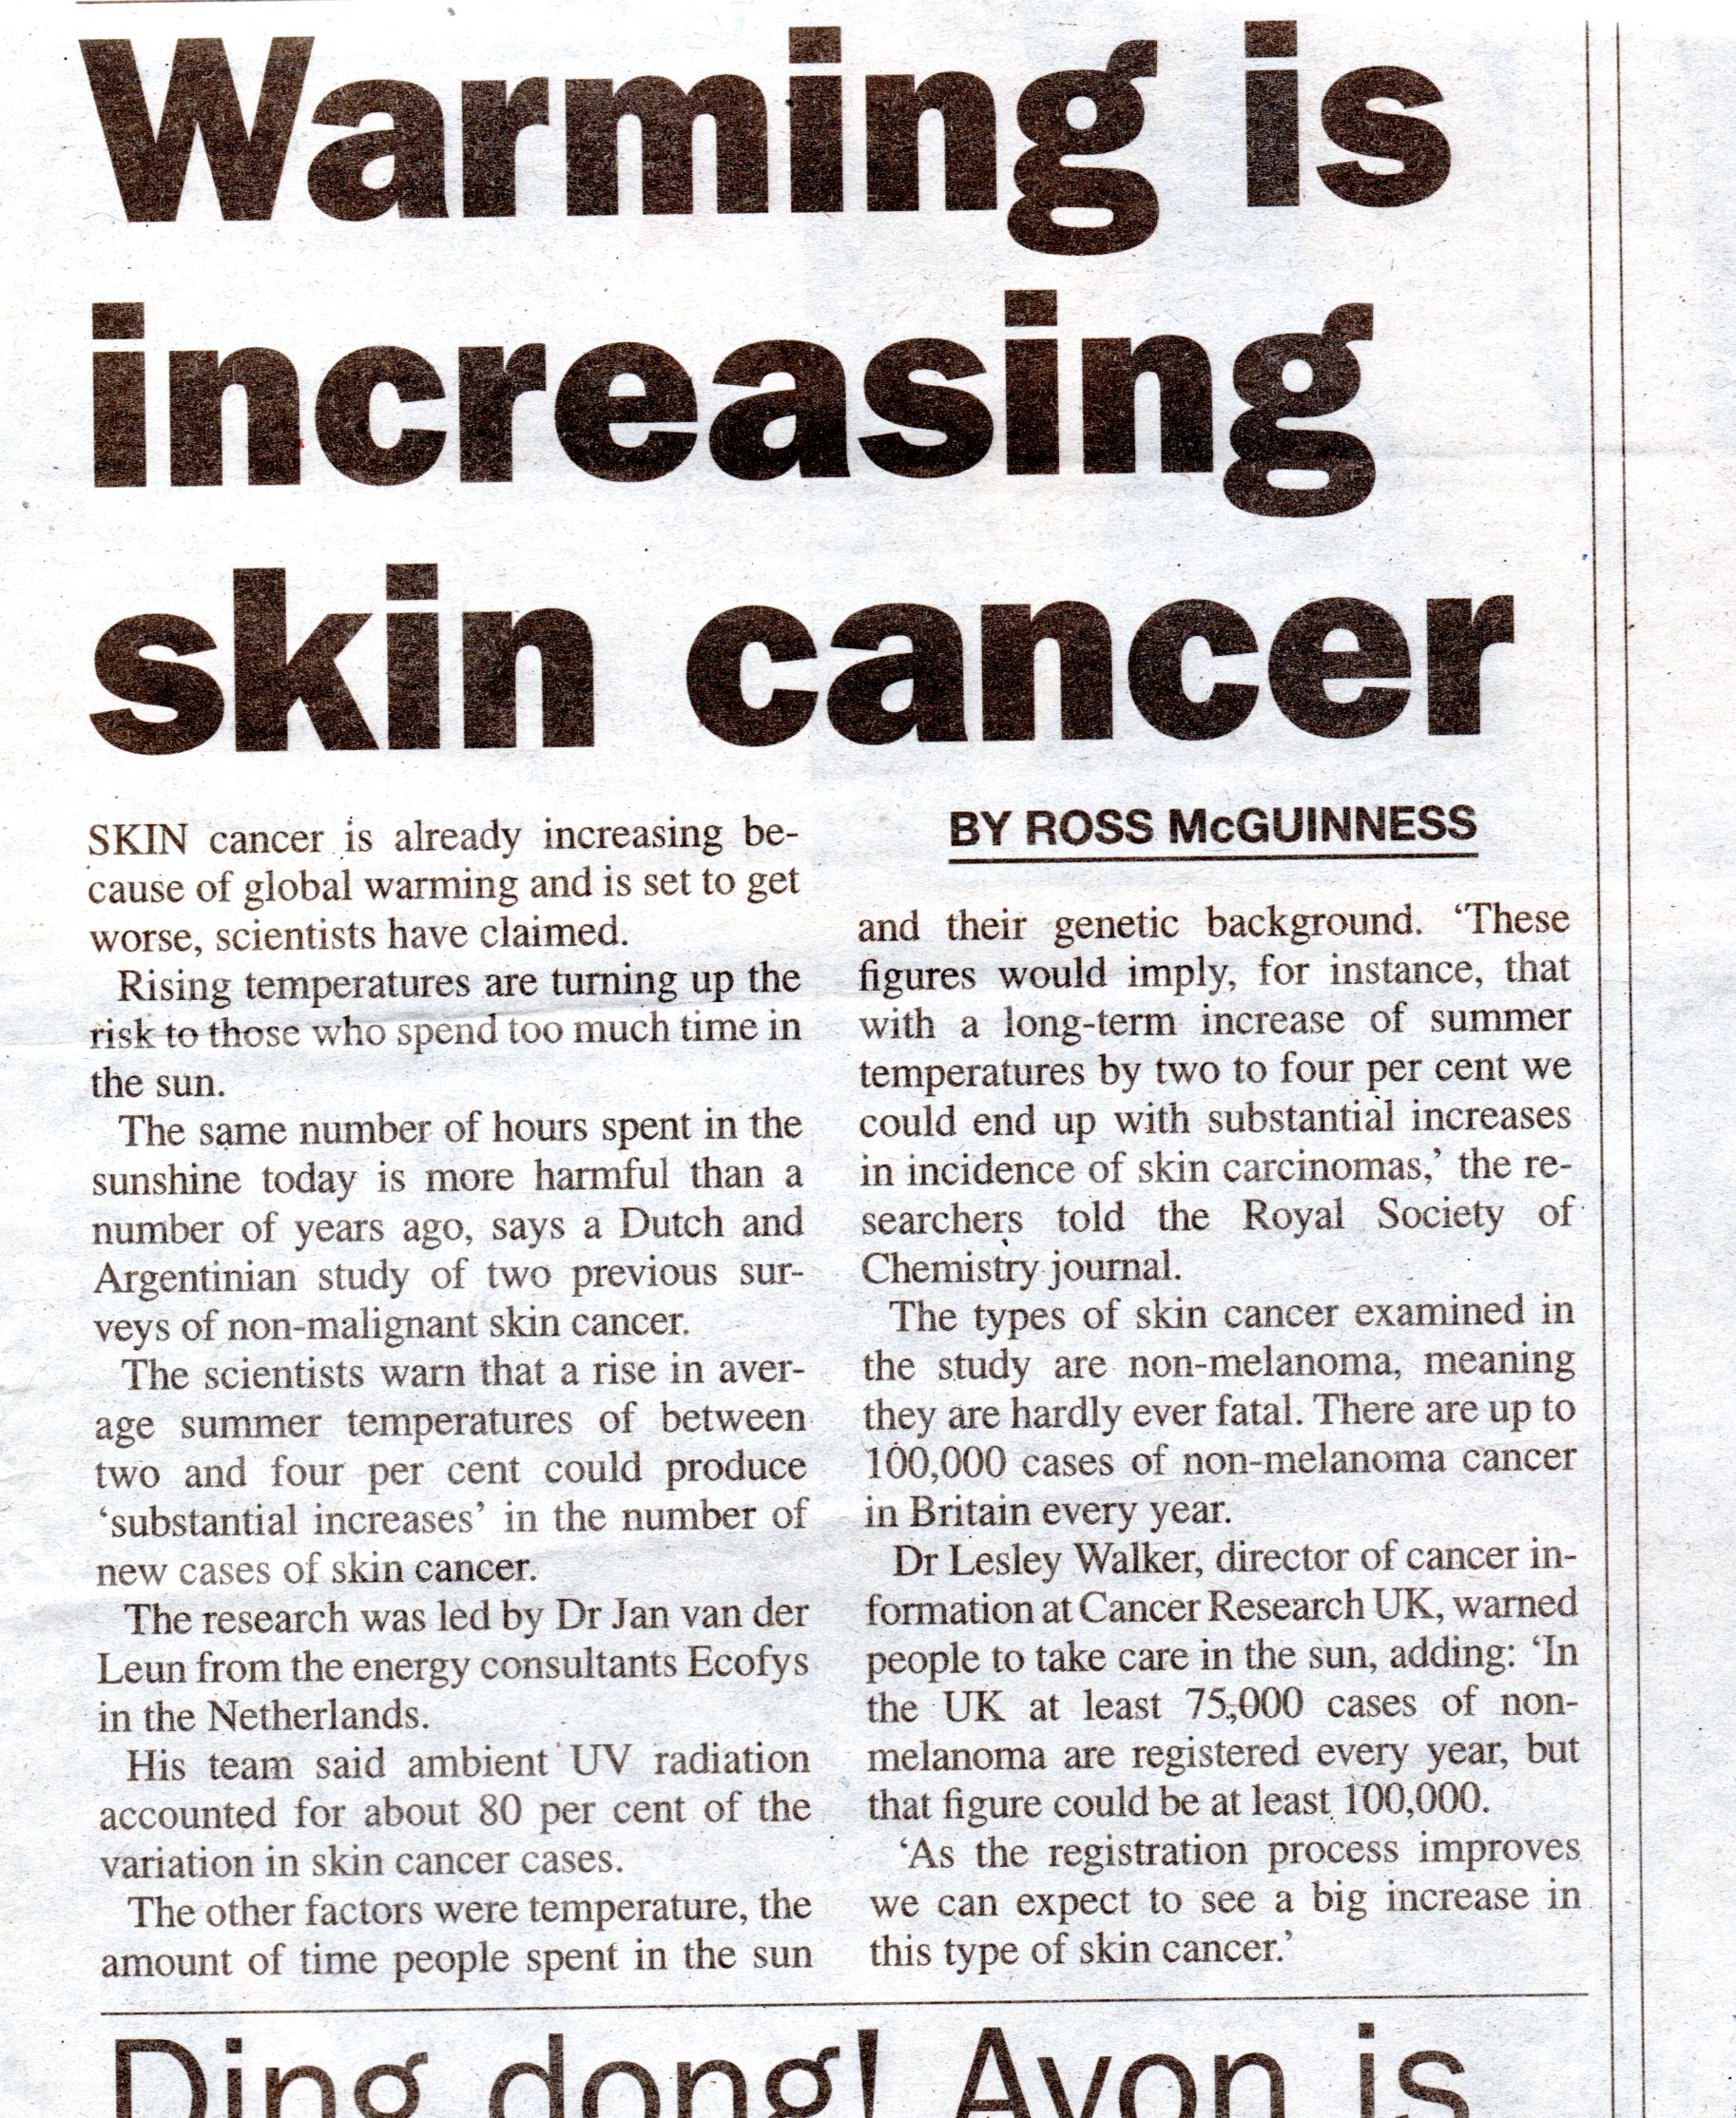 Warming is
increasing
skin cancer
SKIN cancer is already increasing be-
cause of global warming and is set to get
worse, scientists have claimed.
Rising temperatures are turning up the
risk to those who spend too much time in
the sun.
The same number of hours spent in the
sunshine today is more harmful than a
number of years ago, says a Dutch and
Argentinian study of two previous sur-
veys of non-malignant skin cancer.
The scientists warn that a rise in aver-
age summer temperatures of between
two and four per cent could produce
‘substantial increases’ in the number of
new cases of skin cancer.
The research was led by Dr Jan van der
Leun from the energy consultants Ecofys
in the Netherlands.
His team said ambient UV radiation
accounted for about 80 per cent of the
variation in skin cancer cases.
The other factors were temperature, the
amount of time people spent in the sun
BY ROSS McGUINNESS
and their genetic background. ‘These
figures would imply, for instance, that
with a long-term increase of summer
temperatures by two to four per cent we
could end up with substantial increases
in incidence of skin carcinomas,’ the re-
searchers told the Royal Society of
Chemistry journal.
The types of skin cancer examined in
the study are non-melanoma, meaning
they are hardly ever fatal. There are up to
100,000 cases of non-melanoma cancer
in Britain every year.
Dr Lesley Walker, director of cancer in-
formation at Cancer Research UK, warned
people to take care in the sun, adding: ‘In
the UK at least 75,000 cases of non-
melanoma are registered every year, but
that figure could be at least 100,000.
‘As the registration process improves
we can expect to see a big increase in
this type of skin cancer.’
Ding dong! Avon is